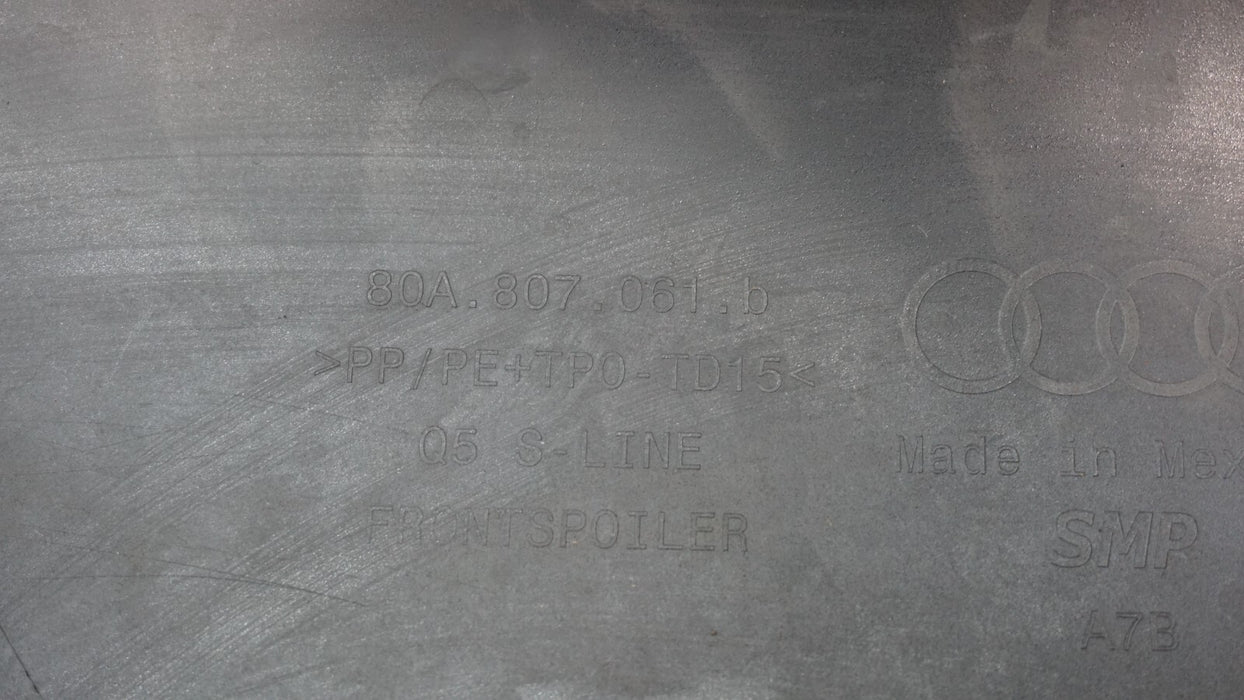 80A.807.061.b
>PP/PE+TPO-TD15<
Q5 S-LINE
FRONTSPOILER
Made in Mex
SMP
A7B